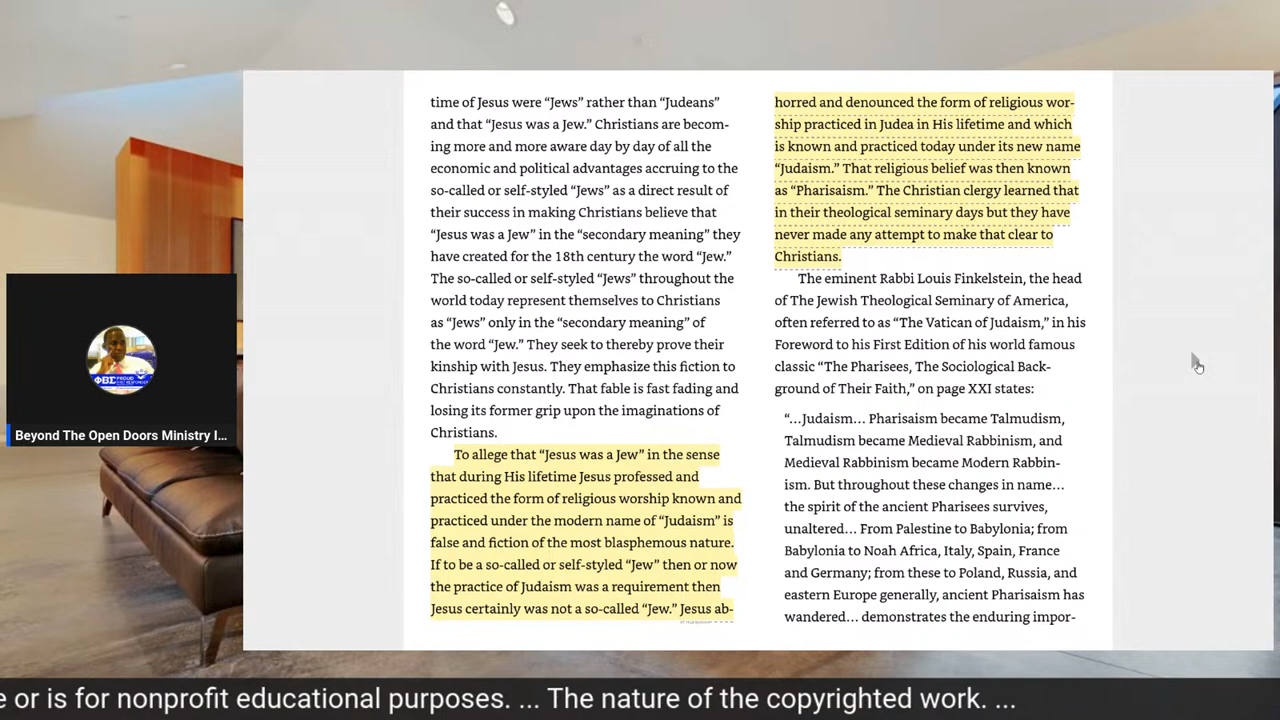 time of Jesus were “Jews” rather than “Judeans”
and that “Jesus was a Jew.” Christians are becom-
ing more and more aware day by day of all the
economic and political advantages accruing to the
so-called or self-styled “Jews” as a direct result of
their success in making Christians believe that
“Jesus was a Jew” in the “secondary meaning” they
have created for the 18th century the word “Jew.”
The so-called or self-styled “Jews” throughout the
world today represent themselves to Christians
as “Jews” only in the “secondary meaning” of
the word “Jew.” They seek to thereby prove their
kinship with Jesus. They emphasize this fiction to
Christians constantly. That fable is fast fading and
losing its former grip upon the imaginations of
Christians.
To allege that “Jesus was a Jew” in the sense
that during His lifetime Jesus professed and
practiced the form of religious worship known and
practiced under the modern name of “Judaism” is
false and fiction of the most blasphemous nature.
If to be a so-called or self-styled “Jew” then or now
the practice of Judaism was a requirement then
Jesus certainly was not a so-called “Jew.” Jesus ab-
horred and denounced the form of religious wor-
ship practiced in Judea in His lifetime and which
is known and practiced today under its new name
“Judaism.” That religious belief was then known
as “Pharisaism.” The Christian clergy learned that
in their theological seminary days but they have
never made any attempt to make that clear to
Christians.
The eminent Rabbi Louis Finkelstein, the head
of The Jewish Theological Seminary of America,
often referred to as “The Vatican of Judaism,” in his
Foreword to his First Edition of his world famous
classic “The Pharisees, The Sociological Back-
ground of Their Faith,” on page XXI states:
“…Judaism… Pharisaism became Talmudism,
Talmudism became Medieval Rabbinism, and
Medieval Rabbinism became Modern Rabbin-
ism. But throughout these changes in name…
the spirit of the ancient Pharisees survives,
unaltered… From Palestine to Babylonia; from
Babylonia to Noah Africa, Italy, Spain, France
and Germany; from these to Poland, Russia, and
eastern Europe generally, ancient Pharisaism has
wandered… demonstrates the enduring impor-
ΦΒΣ PROUD
Beyond The Open Doors Ministry I...
e or is for nonprofit educational purposes. ... The nature of the copyrighted work. ...